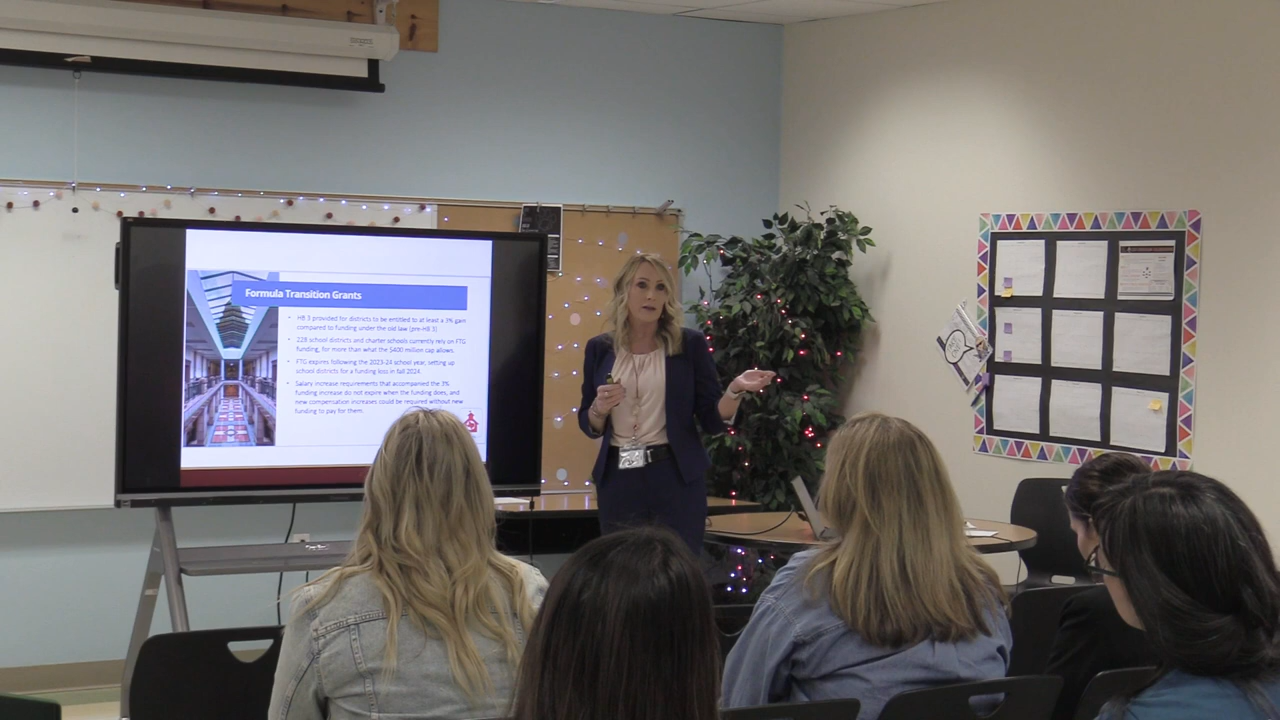 Formula Transition Grants
HB 3 provided for districts to be entitled to at least a 3% gain
compared to funding under the old law (pre-HB 3)
228 school districts and charter schools currently rely on FTG
funding, for more than what the $400 million cap allows.
FTG expires following the 2023-24 school year, setting up
school districts for a funding loss in fall 2024.
Salary increase requirements that accompanied the 3%
funding increase do not expire when the funding does, and
new compensation increases could be required without new
funding to pay for them.